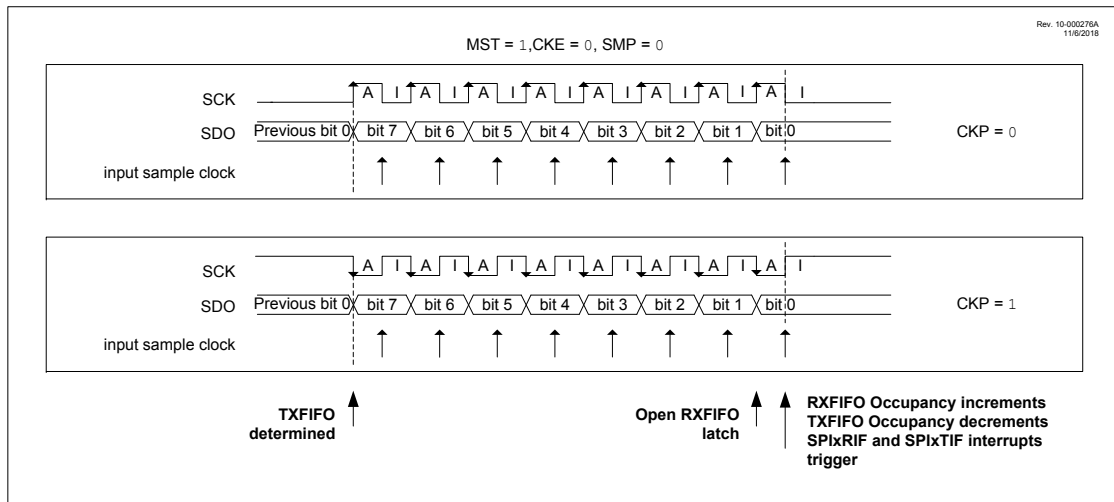 Rev. 10-000276A
11/6/2018
MST = 1,CKE = 0, SMP = 0
SCK A I A I A I A I A I A I A I A I
SDO Previous bit 0 bit 7 bit 6 bit 5 bit 4 bit 3 bit 2 bit 1 bit 0
CKP = 0
input sample clock
SCK A I A I A I A I A I A I A I A I
SDO Previous bit 0 bit 7 bit 6 bit 5 bit 4 bit 3 bit 2 bit 1 bit 0
CKP = 1
input sample clock
TXFIFO
determined
Open RXFIFO
latch
RXFIFO Occupancy increments
TXFIFO Occupancy decrements
SPIxRIF and SPIxTIF interrupts
trigger